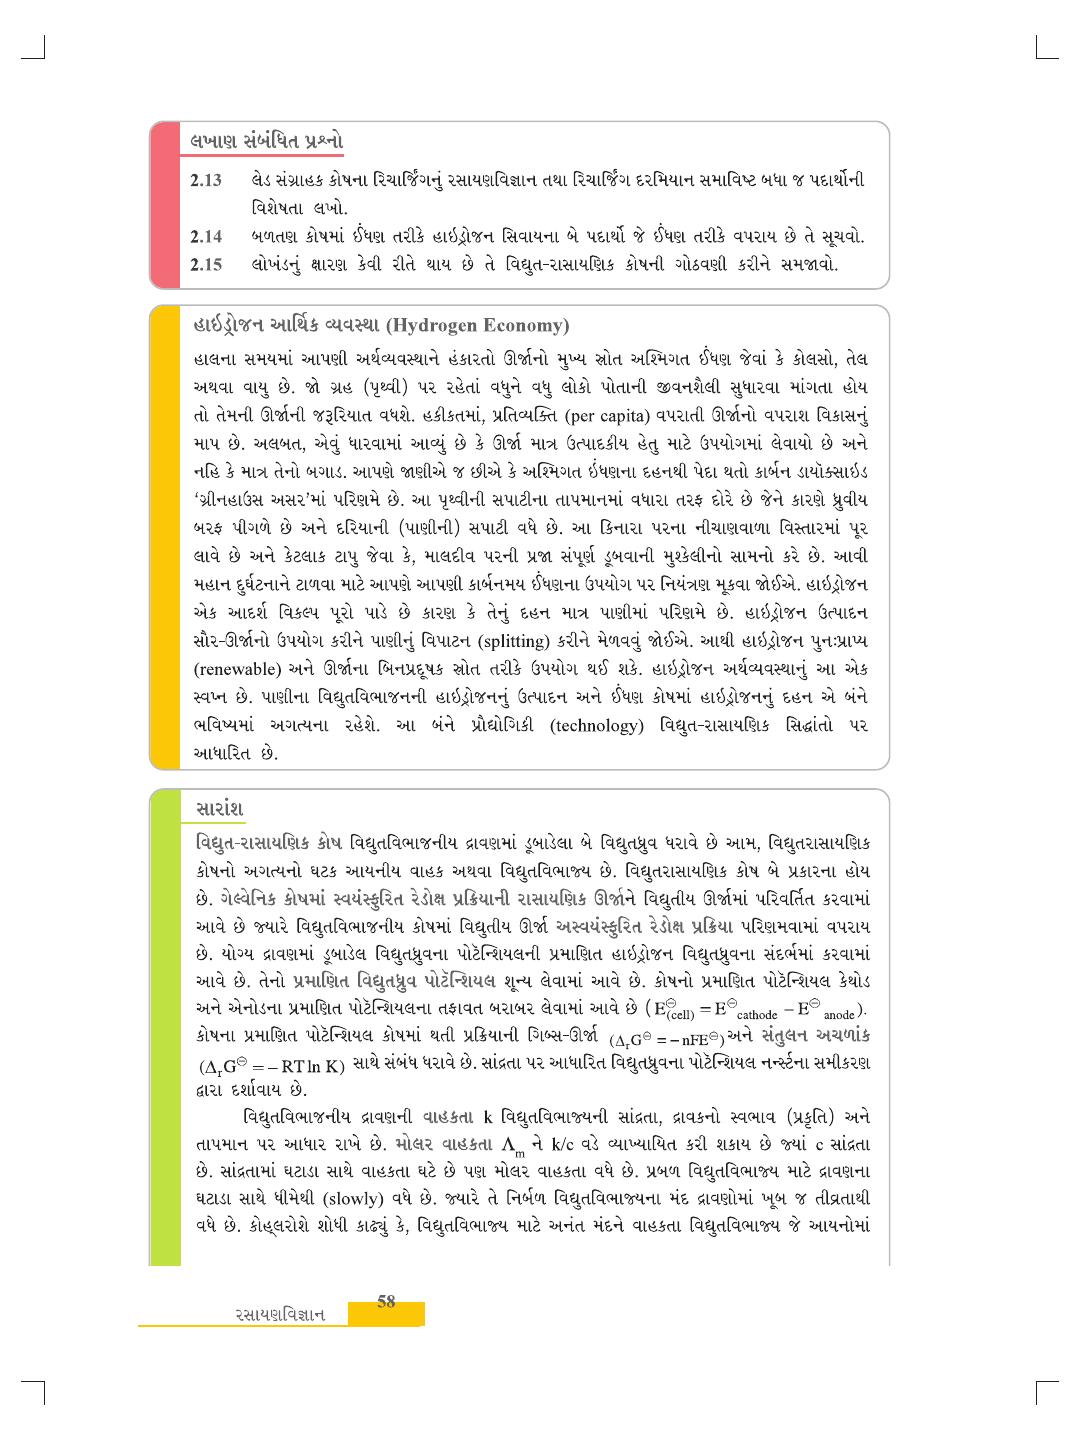 લખાણ સંબંધિત પ્રશ્નો
2.13 લેડ સંગ્રાહક કોષના રિચાર્જિંગનું રસાયણવિજ્ઞાન તથા રિચાર્જિંગ દરમિયાન સમાવિષ્ટ બધા જ પદાર્થોની
વિશેષતા લખો.
2.14 બળતણ કોષમાં ઈંધણ તરીકે હાઇડ્રોજન સિવાયના બે પદાર્થો જે ઈંધણ તરીકે વપરાય છે તે સૂચવો.
2.15 લોખંડનું ક્ષારણ કેવી રીતે થાય છે તે વિદ્યુત-રાસાયણિક કોષની ગોઠવણી કરીને સમજાવો.
હાઇડ્રોજન આર્થિક વ્યવસ્થા (Hydrogen Economy)
હાલના સમયમાં આપણી અર્થવ્યવસ્થાને હંકારતો ઊર્જાનો મુખ્ય સ્રોત અશ્મિગત ઈંધણ જેવાં કે કોલસો, તેલ
અથવા વાયુ છે. જો ગ્રહ (પૃથ્વી) પર રહેતાં વધુને વધુ લોકો પોતાની જીવનશૈલી સુધારવા માંગતા હોય
તો તેમની ઊર્જાની જરૂરિયાત વધશે. હકીકતમાં, પ્રતિવ્યક્તિ (per capita) વપરાતી ઊર્જાનો વપરાશ વિકાસનું
માપ છે. અલબત, એવું ધારવામાં આવ્યું છે કે ઊર્જા માત્ર ઉત્પાદકીય હેતુ માટે ઉપયોગમાં લેવાયો છે અને
નહિ કે માત્ર તેનો બગાડ. આપણે જાણીએ જ છીએ કે અશ્મિગત ઇંધણના દહનથી પેદા થતો કાર્બન ડાયૉક્સાઇડ
‘ગ્રીનહાઉસ અસર’માં પરિણમે છે. આ પૃથ્વીની સપાટીના તાપમાનમાં વધારા તરફ દોરે છે જેને કારણે ધ્રુવીય
બરફ પીગળે છે અને દરિયાની (પાણીની) સપાટી વધે છે. આ કિનારા પરના નીચાણવાળા વિસ્તારમાં પૂર
લાવે છે અને કેટલાક ટાપુ જેવા કે, માલદીવ પરની પ્રજા સંપૂર્ણ ડૂબવાની મુશ્કેલીનો સામનો કરે છે. આવી
મહાન દુર્ઘટનાને ટાળવા માટે આપણે આપણી કાર્બનમય ઈંધણના ઉપયોગ પર નિયંત્રણ મૂકવા જોઈએ. હાઇડ્રોજન
એક આદર્શ વિકલ્પ પૂરો પાડે છે કારણ કે તેનું દહન માત્ર પાણીમાં પરિણમે છે. હાઇડ્રોજન ઉત્પાદન
સૌર-ઊર્જાનો ઉપયોગ કરીને પાણીનું વિપાટન (splitting) કરીને મેળવવું જોઈએ. આથી હાઇડ્રોજન પુનઃપ્રાપ્ય
(renewable) અને ઊર્જાના બિનપ્રદૂષક સ્રોત તરીકે ઉપયોગ થઈ શકે. હાઇડ્રોજન અર્થવ્યવસ્થાનું આ એક
સ્વપ્ન છે. પાણીના વિદ્યુતવિભાજનની હાઇડ્રોજનનું ઉત્પાદન અને ઈંધણ કોષમાં હાઇડ્રોજનનું દહન એ બંને
ભવિષ્યમાં અગત્યના રહેશે. આ બંને પ્રૌદ્યોગિકી (technology) વિદ્યુત-રાસાયણિક સિદ્ધાંતો પર
આધારિત છે.
સારાંશ
વિદ્યુત-રાસાયણિક કોષ વિદ્યુતવિભાજનીય દ્રાવણમાં ડૂબાડેલા બે વિદ્યુતધ્રુવ ધરાવે છે આમ, વિદ્યુતરાસાયણિક
કોષનો અગત્યનો ઘટક આયનીય વાહક અથવા વિદ્યુતવિભાજ્ય છે. વિદ્યુતરાસાયણિક કોષ બે પ્રકારના હોય
છે. ગેલ્વેનિક કોષમાં સ્વયંસ્ફુરિત રેડોક્ષ પ્રક્રિયાની રાસાયણિક ઊર્જાને વિદ્યુતીય ઊર્જામાં પરિવર્તિત કરવામાં
આવે છે જ્યારે વિદ્યુતવિભાજનીય કોષમાં વિદ્યુતીય ઊર્જા અસ્વયંસ્ફુરિત રેડોક્ષ પ્રક્રિયા પરિણમવામાં વપરાય
છે. યોગ્ય દ્રાવણમાં ડૂબાડેલ વિદ્યુતધ્રુવના પોટૅન્શિયલની પ્રમાણિત હાઇડ્રોજન વિદ્યુતધ્રુવના સંદર્ભમાં કરવામાં
આવે છે. તેનો પ્રમાણિત વિદ્યુતધ્રુવ પોટૅન્શિયલ શૂન્ય લેવામાં આવે છે. કોષનો પ્રમાણિત પોટૅન્શિયલ કૅથોડ
અને એનોડના પ્રમાણિત પોટૅન્શિયલના તફાવત બરાબર લેવામાં આવે છે (E⊖(cell) = E⊖cathode – E⊖ anode).
કોષના પ્રમાણિત પોટૅન્શિયલ કોષમાં થતી પ્રક્રિયાની ગિબ્સ-ઊર્જા (ΔrG⊖ = – nFE⊖) અને સંતુલન અચળાંક
(ΔrG⊖ = – RT ln K) સાથે સંબંધ ધરાવે છે. સાંદ્રતા પર આધારિત વિદ્યુતધ્રુવના પોટૅન્શિયલ નર્ન્સ્ટના સમીકરણ
દ્વારા દર્શાવાય છે.
વિદ્યુતવિભાજનીય દ્રાવણની વાહકતા k વિદ્યુતવિભાજ્યની સાંદ્રતા, દ્રાવકનો સ્વભાવ (પ્રકૃતિ) અને
તાપમાન પર આધાર રાખે છે. મોલર વાહકતા Λm ને k/c વડે વ્યાખ્યાયિત કરી શકાય છે જ્યાં c સાંદ્રતા
છે. સાંદ્રતામાં ઘટાડા સાથે વાહકતા ઘટે છે પણ મોલર વાહકતા વધે છે. પ્રબળ વિદ્યુતવિભાજ્ય માટે દ્રાવણના
ઘટાડા સાથે ધીમેથી (slowly) વધે છે. જ્યારે તે નિર્બળ વિદ્યુતવિભાજ્યના મંદ દ્રાવણોમાં ખૂબ જ તીવ્રતાથી
વધે છે. કોહ્લરોશે શોધી કાઢ્યું કે, વિદ્યુતવિભાજ્ય માટે અનંત મંદને વાહકતા વિદ્યુતવિભાજ્ય જે આયનોમાં
58
રસાયણવિજ્ઞાન